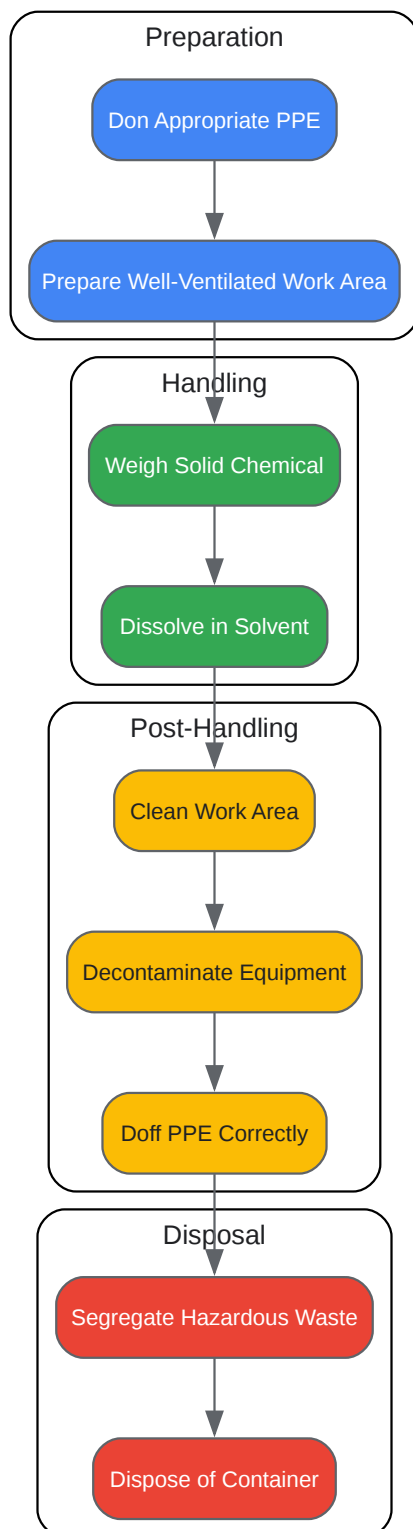 Preparation
Don Appropriate PPE
Prepare Well-Ventilated Work Area
Handling
Weigh Solid Chemical
Dissolve in Solvent
Post-Handling
Clean Work Area
Decontaminate Equipment
Doff PPE Correctly
Disposal
Segregate Hazardous Waste
Dispose of Container